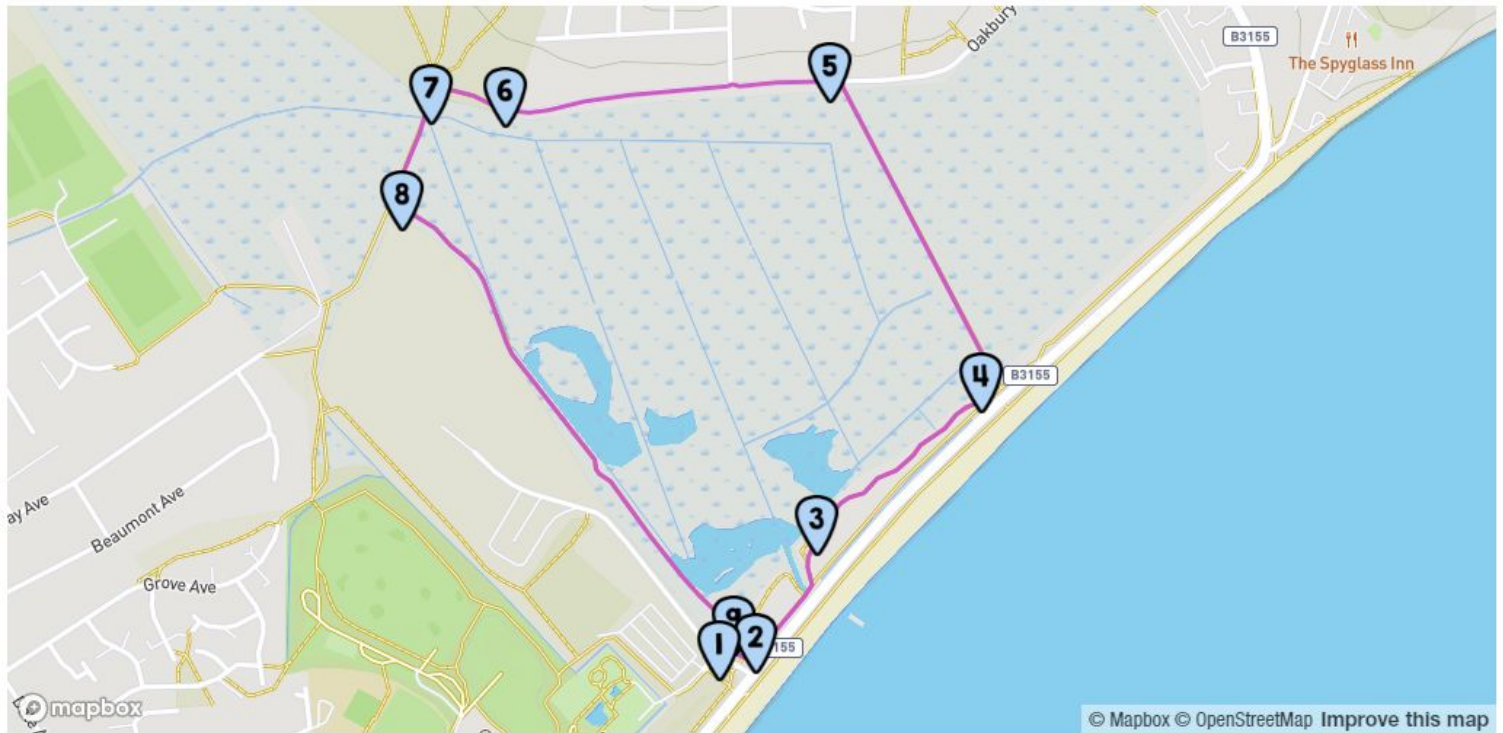 B3155
Oakbury
The Spyglass Inn
5
7
6
8
4
B3155
3
ay Ave
Beaumont Ave
Grove Ave
9
1
2
155
mapbox
© Mapbox © OpenStreetMap Improve this map